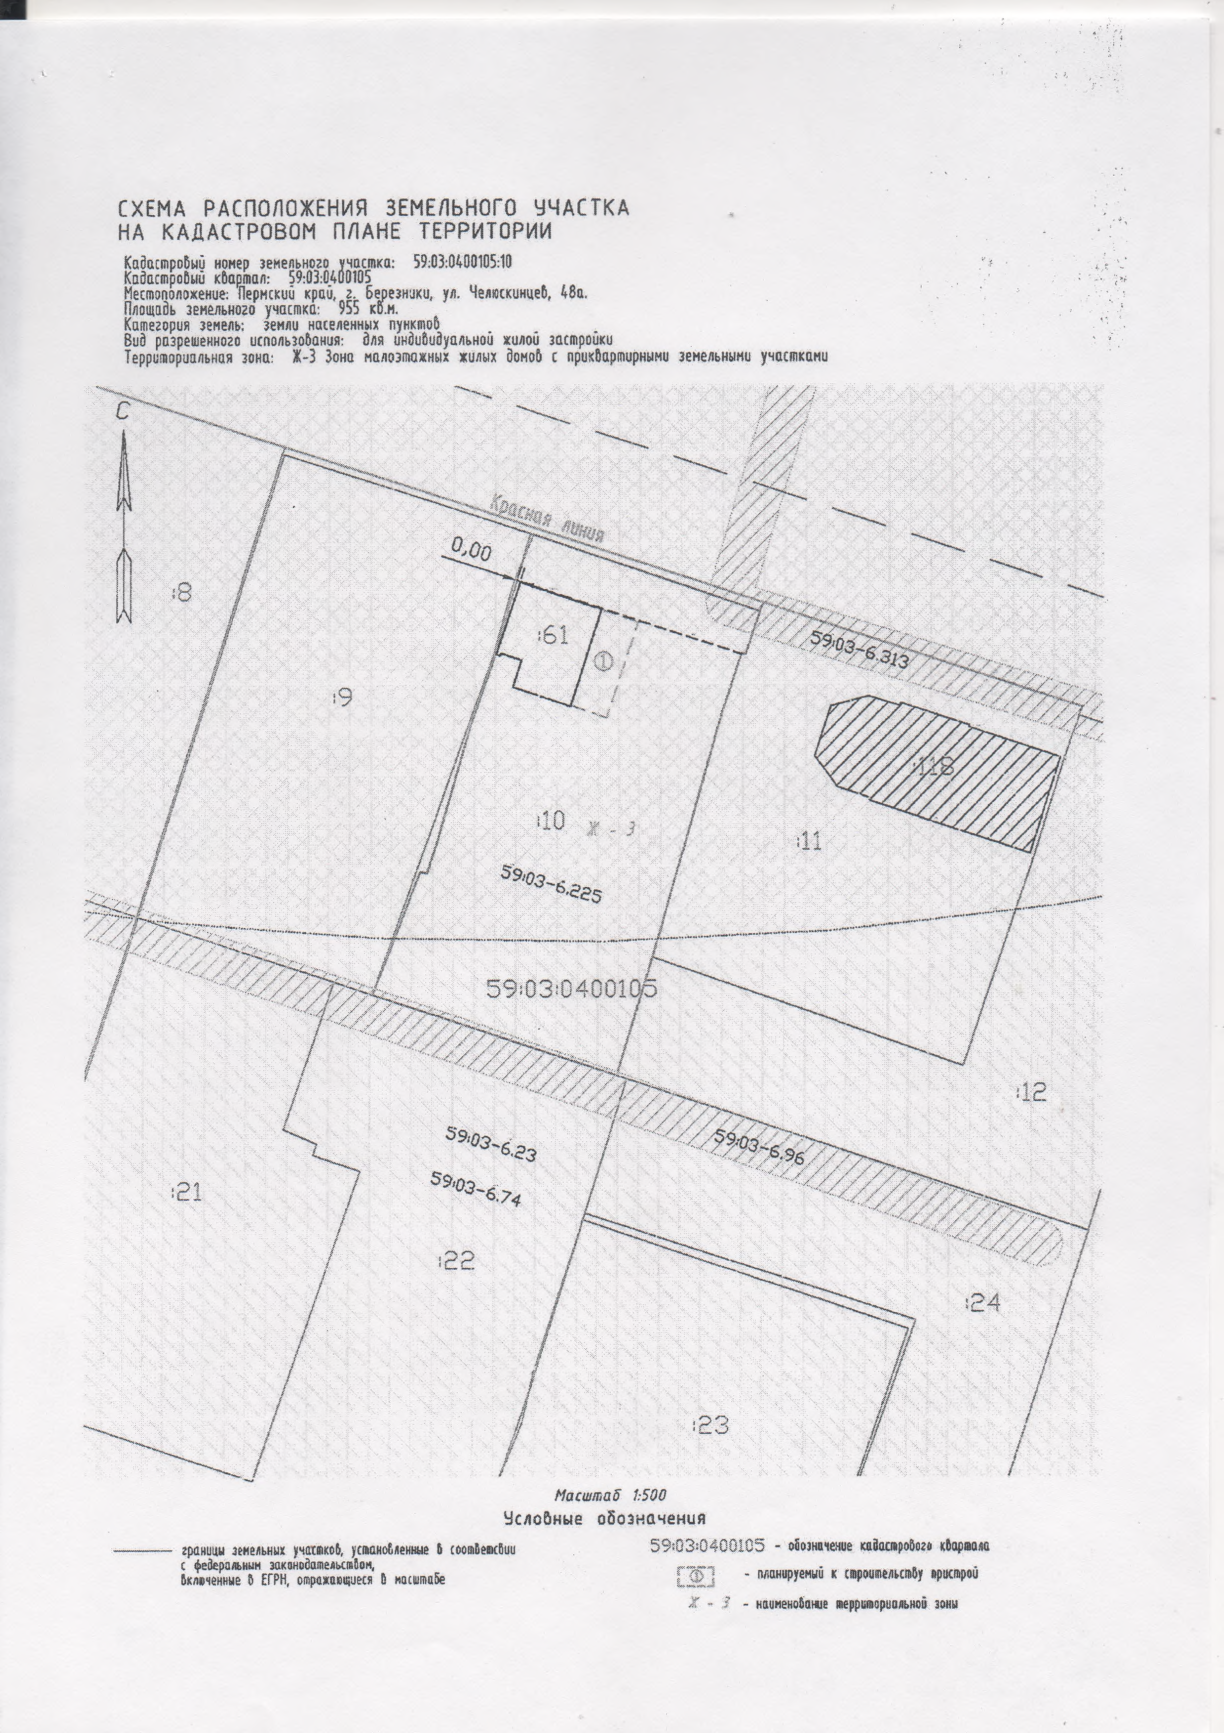 СХЕМА РАСПОЛОЖЕНИЯ ЗЕМЕЛЬНОГО УЧАСТКА
НА КАДАСТРОВОМ ПЛАНЕ ТЕРРИТОРИИ
Кадастровый номер земельного участка: 59:03:0400105:10
Кадастровый квартал: 59:03:0400105
Местоположение: Пермский край, г. Березники, ул. Челюскинцев, 48а.
Площадь земельного участка: 955 кв.м.
Категория земель: земли населенных пунктов
Вид разрешенного использования: для индивидуальной жилой застройки
Территориальная зона: Ж-3 Зона малоэтажных жилых домов с приквартирными земельными участками
С
Красная линия
0,00
:8
:61
1
59:03-6.313
:9
:118
:10
Ж - 3
:11
59:03-6.225
59:03:0400105
:12
59:03-6.23
59:03-6.96
59:03-6.74
:21
:22
:24
:23
Масштаб 1:500
Условные обозначения
границы земельных участков, установленные в соответсвии
с федеральным законодательством,
включенные в ЕГРН, отражающиеся в масштабе
59:03:0400105 - обозначение кадастрового квартала
1 - планируемый к строительству пристрой
Ж - 3 - наименование территориальной зоны